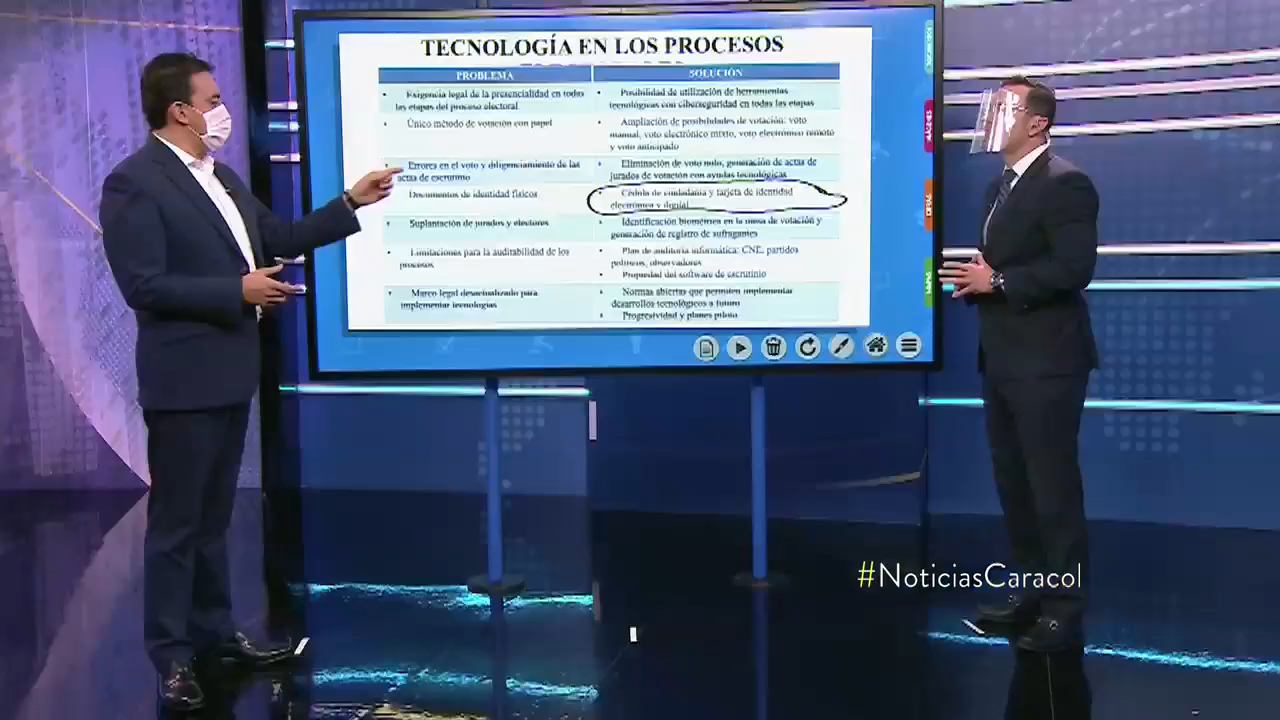 TECNOLOGÍA EN LOS PROCESOS
PROBLEMA
SOLUCIÓN
• Exigencia legal de la presencialidad en todas
las etapas del proceso electoral
• Posibilidad de utilización de herramientas
tecnológicas con ciberseguridad en todas las etapas
• Único método de votación con papel
• Ampliación de posibilidades de votación: voto
manual, voto electrónico mixto, voto electrónico remoto
y voto anticipado
• Errores en el voto y diligenciamiento de las
actas de escrutinio
• Eliminación de voto nulo, generación de actas de
jurados de votación con ayudas tecnológicas
Documentos de identidad físicos
• Cédula de ciudadanía y tarjeta de identidad
electrónica y digital
• Suplantación de jurados y electores
• Identificación biométrica en la mesa de votación y
generación de registro de sufragantes
• Limitaciones para la auditabilidad de los
procesos
• Plan de auditoría informática: CNE, partidos
políticos, observadores
• Propiedad del software de escrutinio
• Marco legal desactualizado para
implementar tecnologías
• Normas abiertas que permiten implementar
desarrollos tecnológicos a futuro
• Progresividad y planes piloto
#NoticiasCaracol